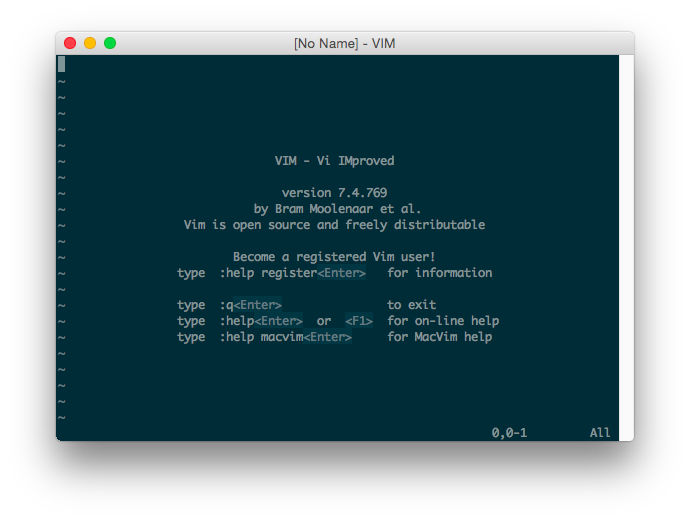 [No Name] - VIM
~
~
~
~
~
VIM - Vi IMproved
~
~
version 7.4.769
~
by Bram Moolenaar et al.
~
Vim is open source and freely distributable
~
~
Become a registered Vim user!
~
type :help register<Enter> for information
~
~
type :q<Enter> to exit
~
type :help<Enter> or <F1> for on-line help
~
type :help macvim<Enter> for MacVim help
~
~
~
~
~
0,0-1 All